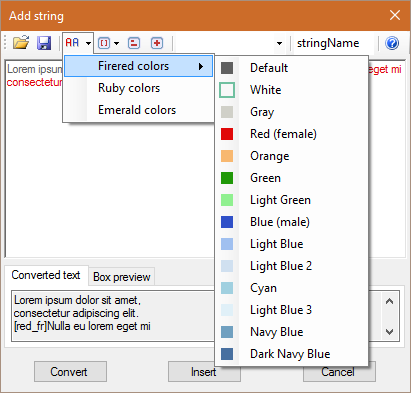 Add string
AR
stringName
Lorem ipsum
eget mi
consectetur
Firered colors
Ruby colors
Emerald colors
Default
White
Gray
Red (female)
Orange
Green
Light Green
Blue (male)
Light Blue
Light Blue 2
Cyan
Light Blue 3
Navy Blue
Dark Navy Blue
Converted text
Box preview
Lorem ipsum dolor sit amet,
consectetur adipiscing elit.
[red_fr]Nulla eu lorem eget mi
Convert
Insert
Cancel